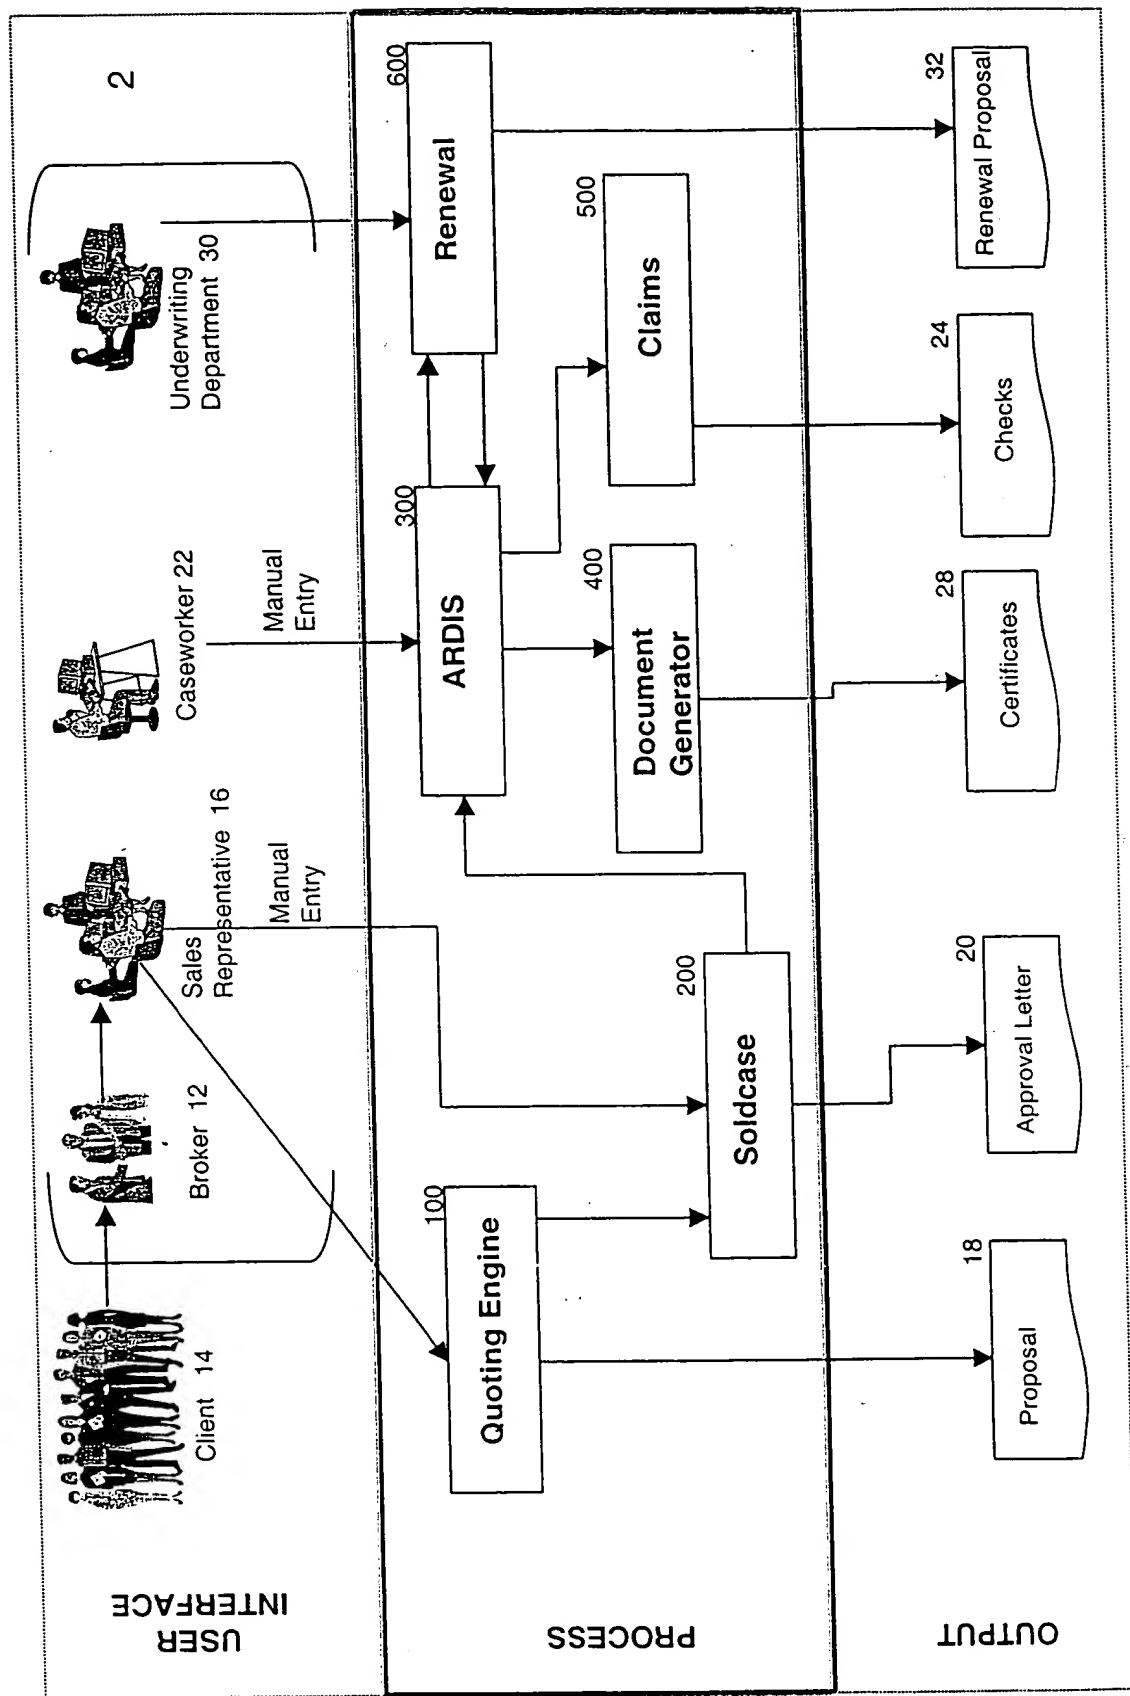 USER
INTERFACE
Client 14
Broker 12
Sales
Representative 16
Manual
Entry
Caseworker 22
Manual
Entry
Underwriting
Department 30
2
PROCESS
100
Quoting Engine
200
Soldcase
300
ARDIS
400
Document
Generator
500
Claims
600
Renewal
OUTPUT
18
Proposal
20
Approval Letter
28
Certificates
24
Checks
32
Renewal Proposal